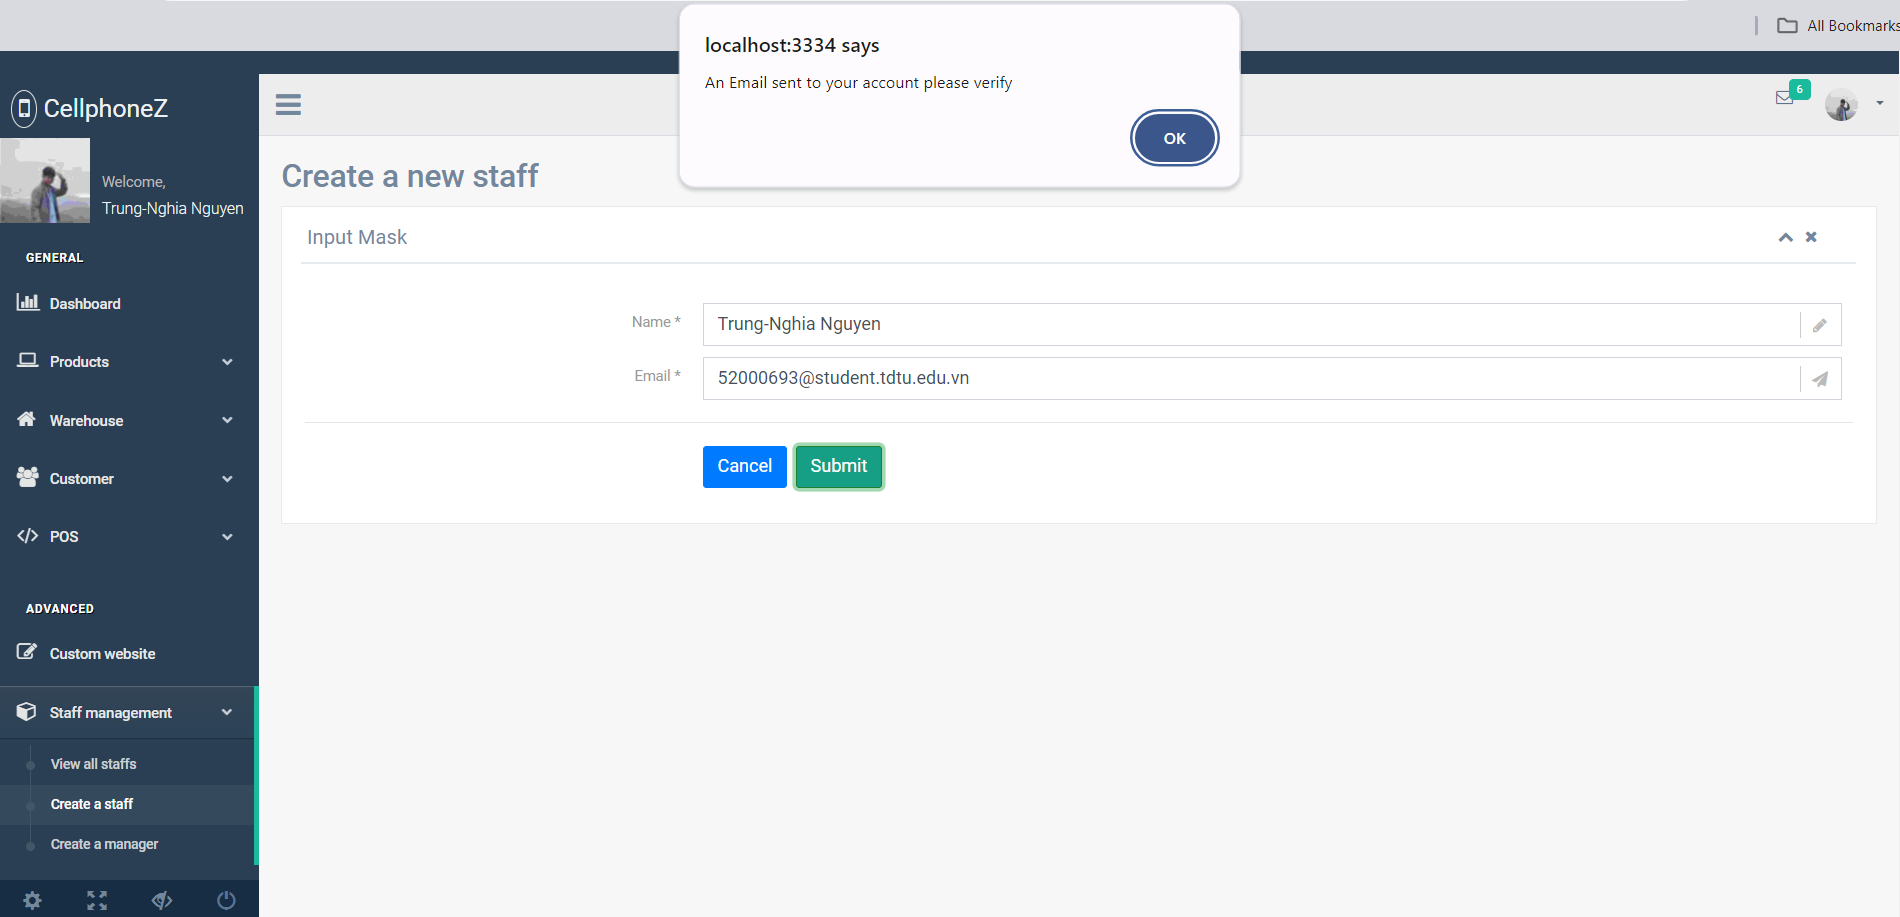 All Bookmarks
localhost:3334 says
An Email sent to your account please verify
OK
CellphoneZ
6
Welcome,
Trung-Nghia Nguyen
GENERAL
Dashboard
Products
Warehouse
Customer
POS
ADVANCED
Custom website
Staff management
View all staffs
Create a staff
Create a manager
Create a new staff
Input Mask
Name *
Trung-Nghia Nguyen
Email *
52000693@student.tdtu.edu.vn
Cancel
Submit